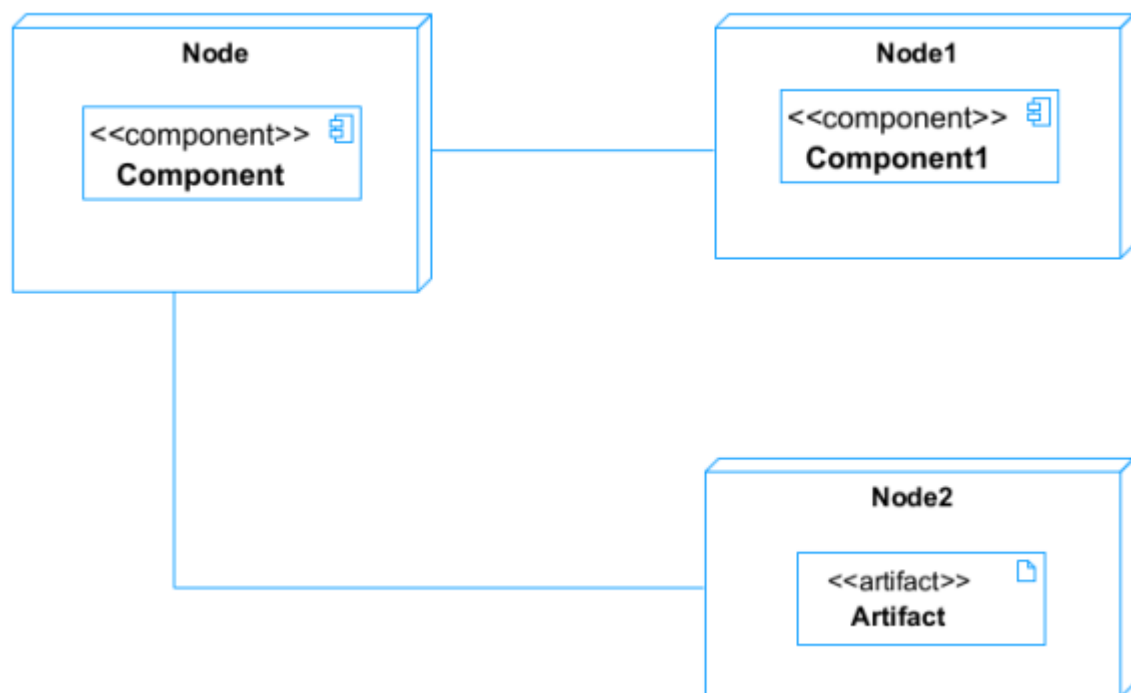 Node
<<component>>
Component
Node1
<<component>>
Component1
Node2
<<artifact>>
Artifact